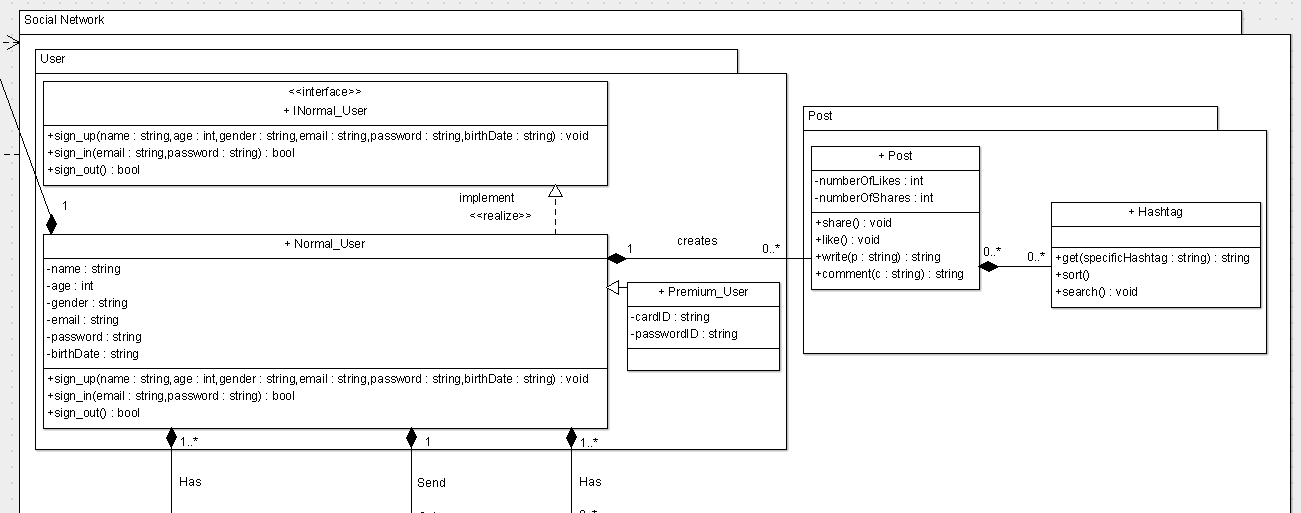 Social Network
User
<<interface>>
+ INormal_User
+sign_up(name : string,age : int,gender : string,email : string,password : string,birthDate : string) : void
+sign_in(email : string,password : string) : bool
+sign_out() : bool
implement
<<realize>>
1
+ Normal_User
-name : string
-age : int
-gender : string
-email : string
-password : string
-birthDate : string
+sign_up(name : string,age : int,gender : string,email : string,password : string,birthDate : string) : void
+sign_in(email : string,password : string) : bool
+sign_out() : bool
1
creates
0..*
+ Premium_User
-cardID : string
-passwordID : string
Post
+ Post
-numberOfLikes : int
-numberOfShares : int
+share() : void
+like() : void
+write(p : string) : string
+comment(c : string) : string
0..*
0..*
+ Hashtag
+get(specificHashtag : string) : string
+sort()
+search() : void
1..*
Has
1
Send
1..*
Has